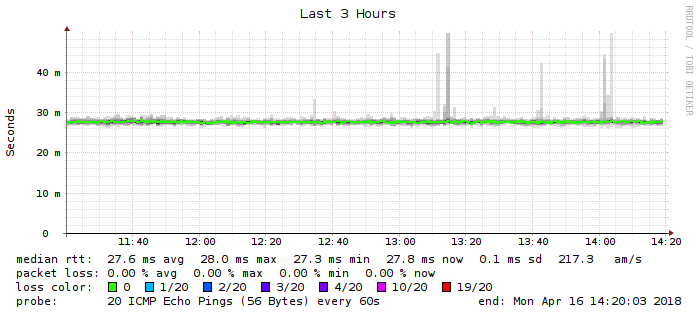 Last 3 Hours
RRDTOOL / TOBI OETIKER
Seconds
40 m
30 m
20 m
10 m
0
11:40 12:00 12:20 12:40 13:00 13:20 13:40 14:00 14:20
median rtt: 27.6 ms avg 28.0 ms max 27.3 ms min 27.8 ms now 0.1 ms sd 217.3 am/s
packet loss: 0.00 % avg 0.00 % max 0.00 % min 0.00 % now
loss color: 0 1/20 2/20 3/20 4/20 10/20 19/20
probe: 20 ICMP Echo Pings (56 Bytes) every 60s end: Mon Apr 16 14:20:03 2018